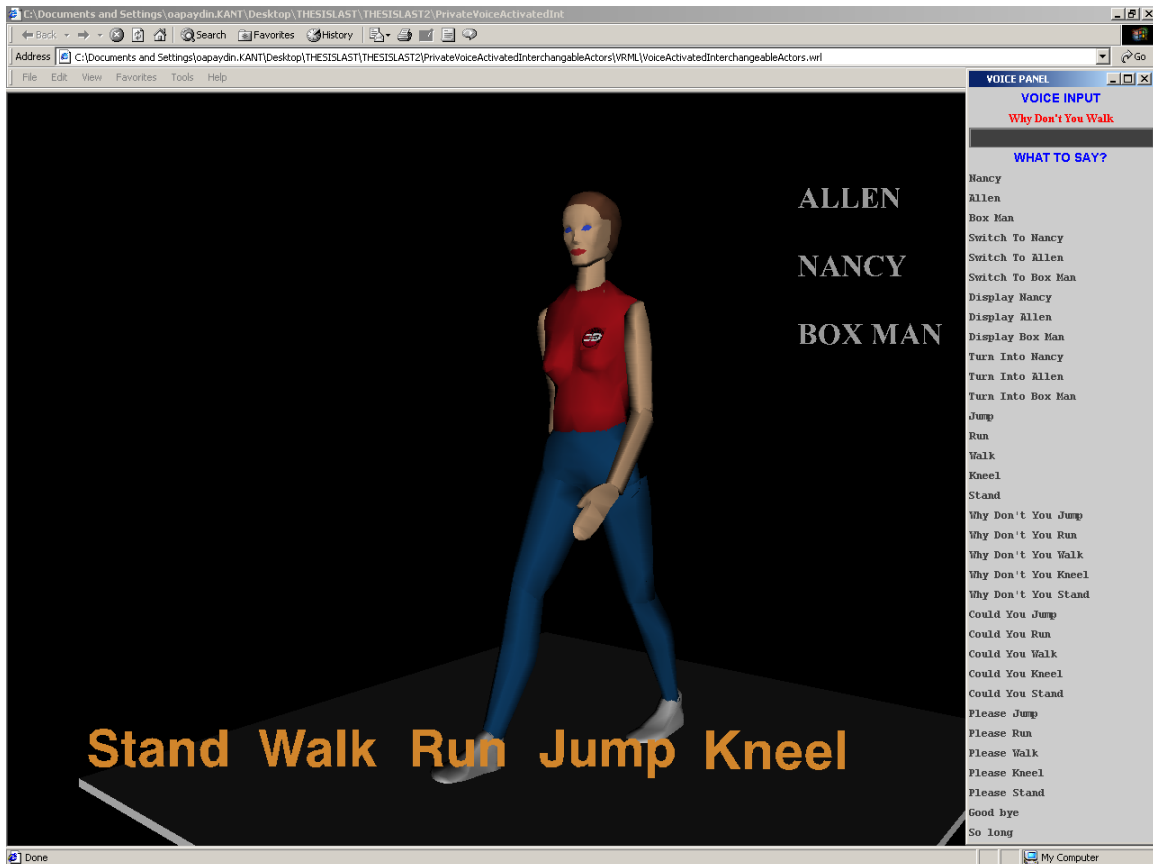 C:\Documents and Settings\oapaydin.KANT\Desktop\THESISLAST\THESISLAST2\PrivateVoiceActivatedInt
Back Search Favorites History
Address C:\Documents and Settings\oapaydin.KANT\Desktop\THESISLAST\THESISLAST2\PrivateVoiceActivatedInterchangableActors\VRML\VoiceActivatedInterchangeableActors.wrl Go
File Edit View Favorites Tools Help
VOICE PANEL
VOICE INPUT
Why Don't You Walk
WHAT TO SAY?
Nancy
Allen
Box Man
Switch To Nancy
Switch To Allen
Switch To Box Man
Display Nancy
Display Allen
Display Box Man
Turn Into Nancy
Turn Into Allen
Turn Into Box Man
Jump
Run
Walk
Kneel
Stand
Why Don't You Jump
Why Don't You Run
Why Don't You Walk
Why Don't You Kneel
Why Don't You Stand
Could You Jump
Could You Run
Could You Walk
Could You Kneel
Could You Stand
Please Jump
Please Run
Please Walk
Please Kneel
Please Stand
Good bye
So long
ALLEN
NANCY
BOX MAN
3D
Stand Walk Run Jump Kneel
Done My Computer